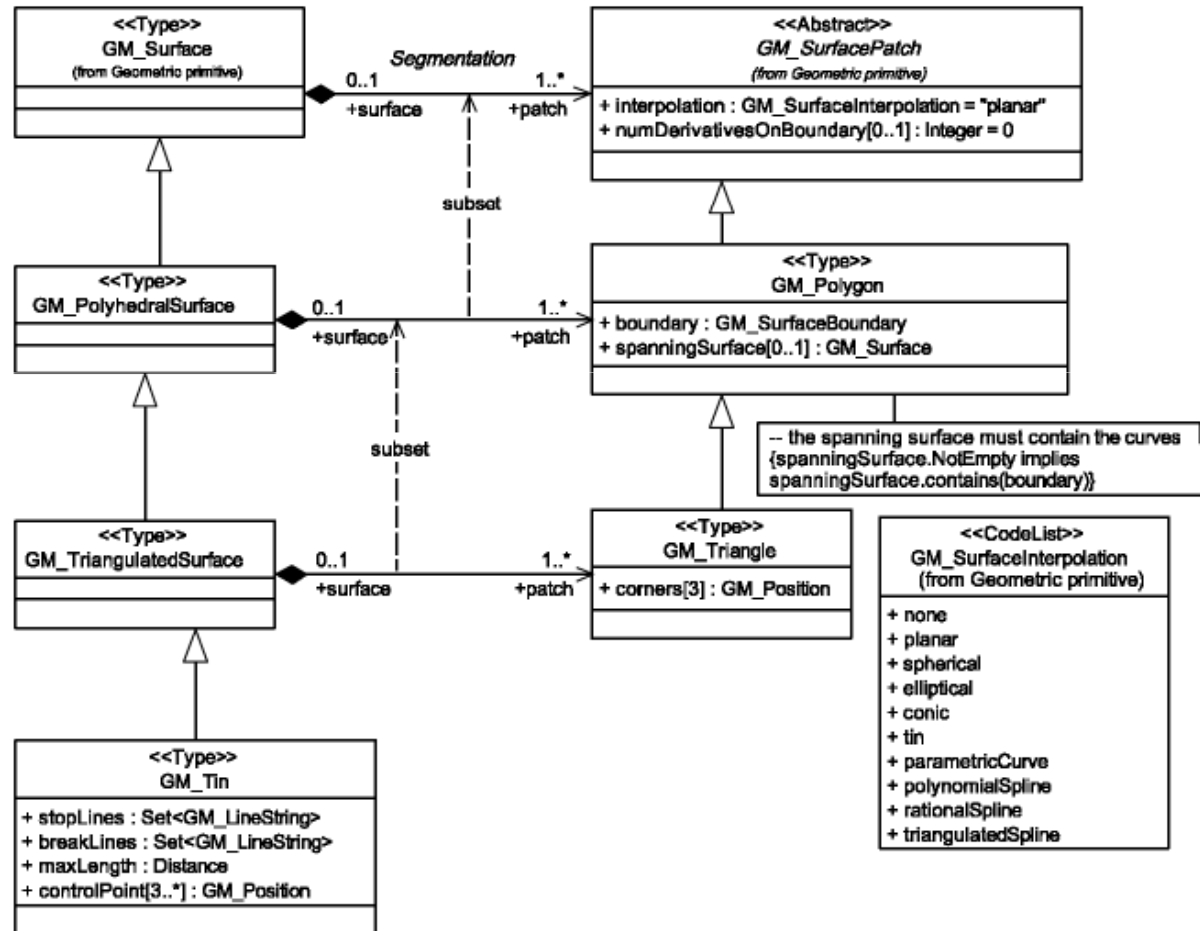 <<Type>>
GM_Surface
(from Geometric primitive)
0..1
Segmentation
1..*
+surface
+patch
<<Abstract>>
GM_SurfacePatch
(from Geometric primitive)
+ interpolation : GM_SurfaceInterpolation = "planar"
+ numDerivativesOnBoundary[0..1] : Integer = 0
subset
<<Type>>
GM_PolyhedralSurface
0..1
1..*
+surface
+patch
<<Type>>
GM_Polygon
+ boundary : GM_SurfaceBoundary
+ spanningSurface[0..1] : GM_Surface
-- the spanning surface must contain the curves
{spanningSurface.NotEmpty implies
spanningSurface.contains(boundary)}
subset
<<Type>>
GM_TriangulatedSurface
0..1
1..*
+surface
+patch
<<Type>>
GM_Triangle
+ corners[3] : GM_Position
<<CodeList>>
GM_SurfaceInterpolation
(from Geometric primitive)
+ none
+ planar
+ spherical
+ elliptical
+ conic
+ tin
+ parametricCurve
+ polynomialSpline
+ rationalSpline
+ triangulatedSpline
<<Type>>
GM_Tin
+ stopLines : Set<GM_LineString>
+ breakLines : Set<GM_LineString>
+ maxLength : Distance
+ controlPoint[3..*] : GM_Position